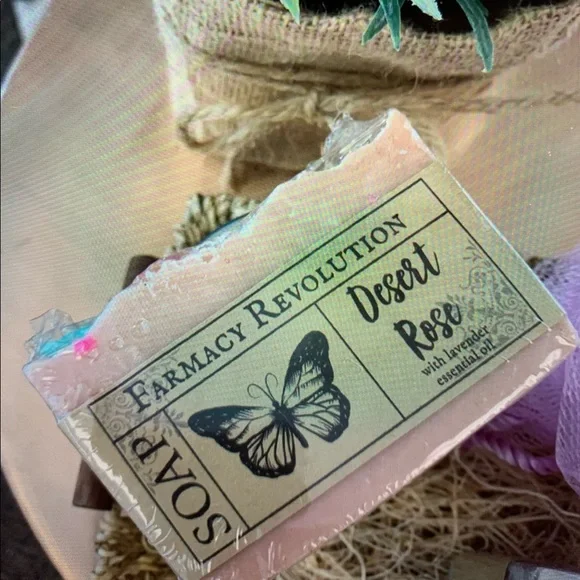 FARMACY REVOLUTION
SOAP
Desert
Rose
with lavender
essential oil